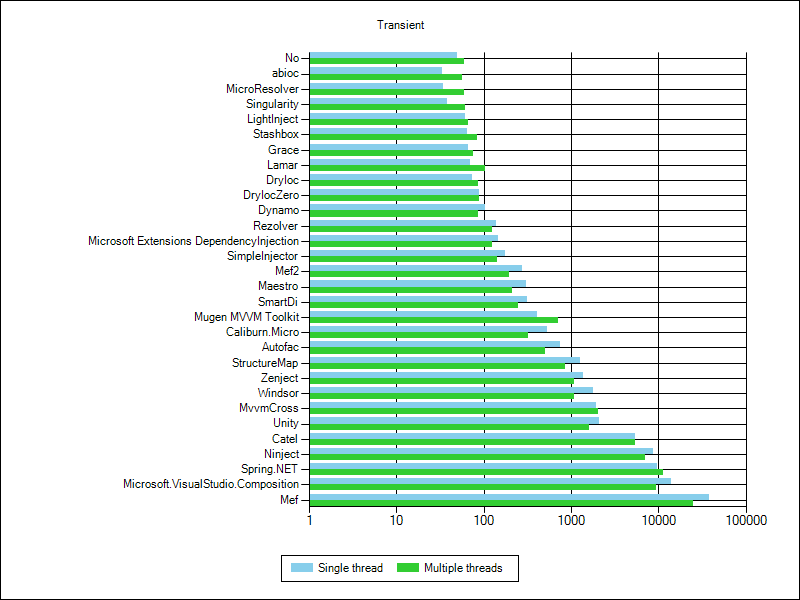 Transient
No
abioc
MicroResolver
Singularity
LightInject
Stashbox
Grace
Lamar
DryIoc
DryIocZero
Dynamo
Rezolver
Microsoft Extensions DependencyInjection
SimpleInjector
Mef2
Maestro
SmartDi
Mugen MVVM Toolkit
Caliburn.Micro
Autofac
StructureMap
Zenject
Windsor
MvvmCross
Unity
Catel
Ninject
Spring.NET
Microsoft.VisualStudio.Composition
Mef
1 10 100 1000 10000 100000
Single thread Multiple threads